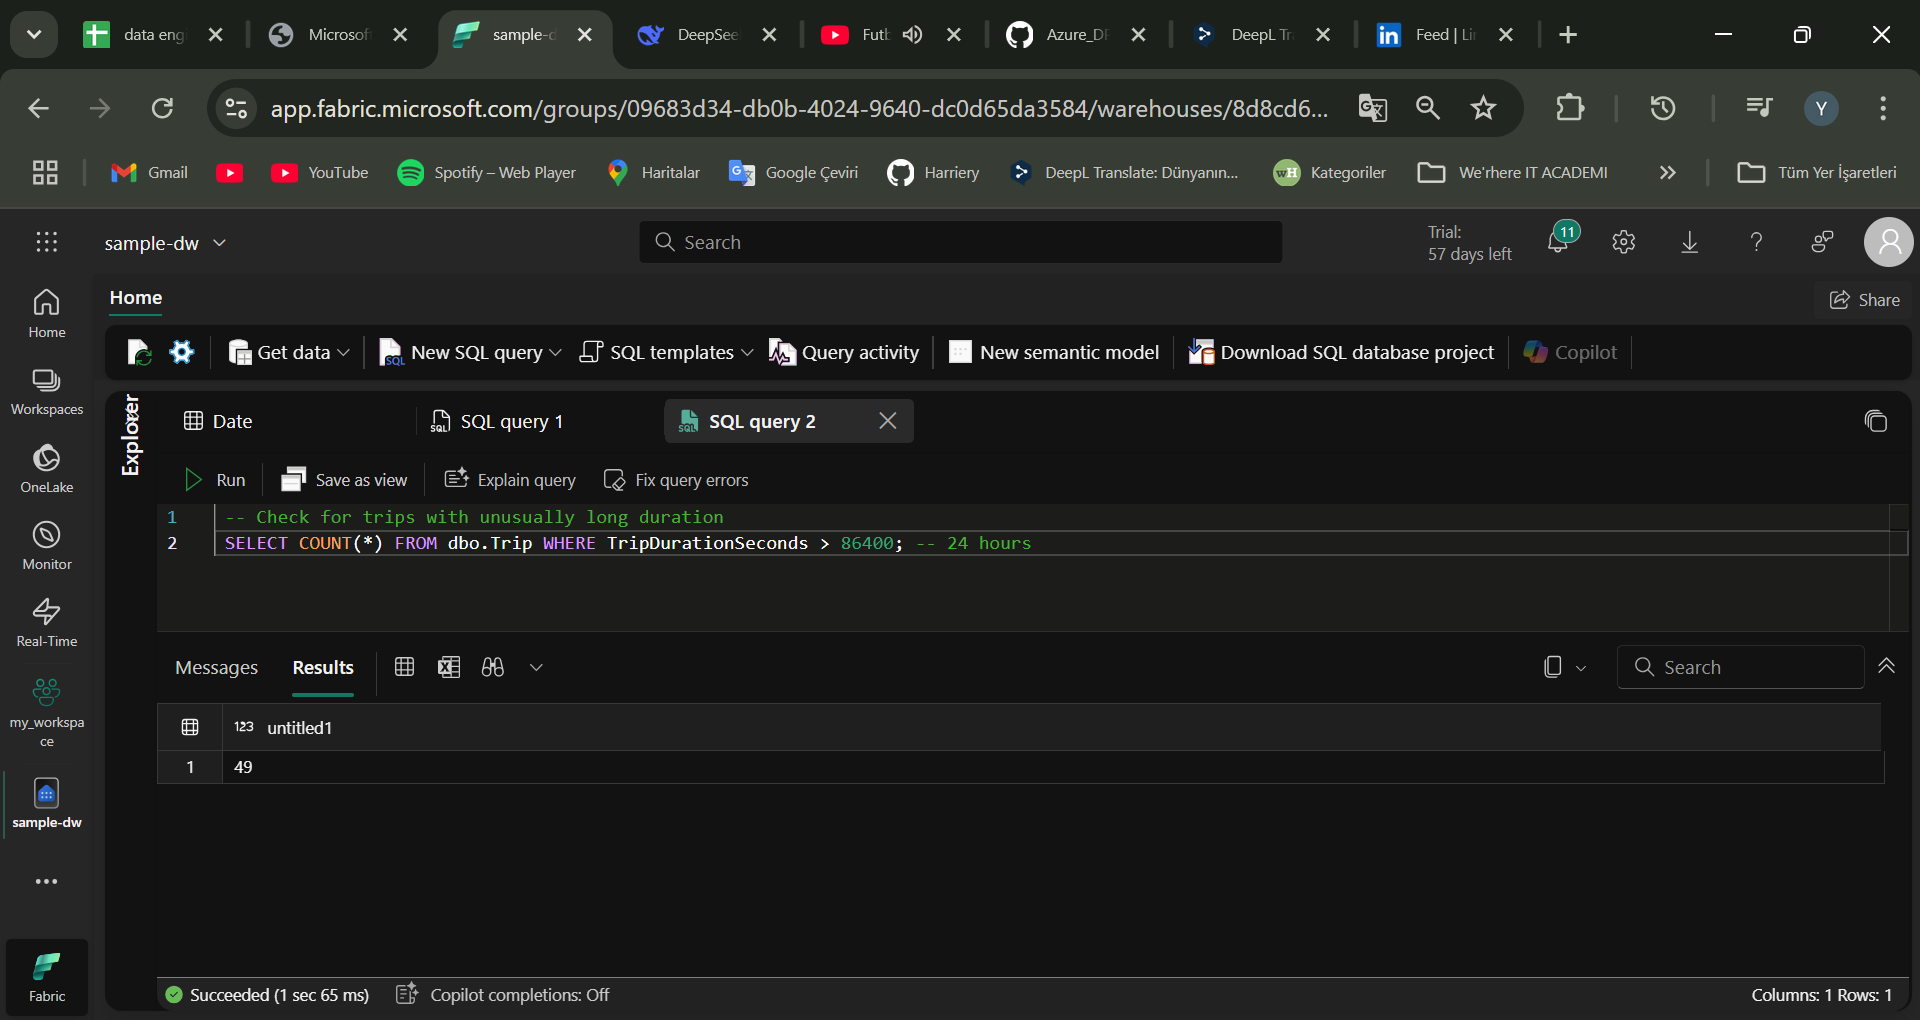 data eng
Microsof
sample-d
DeepSee
Futb
Azure_DP
DeepL Tr
Feed | Lin
app.fabric.microsoft.com/groups/09683d34-db0b-4024-9640-dc0d65da3584/warehouses/8d8cd6...
Y
Gmail
YouTube
Spotify – Web Player
Haritalar
Google Çeviri
Harriery
DeepL Translate: Dünyanın...
wH Kategoriler
We'rhere IT ACADEMI
Tüm Yer İşaretleri
sample-dw
Search
Trial:
57 days left
11
Home
Share
Get data
New SQL query
SQL templates
Query activity
New semantic model
Download SQL database project
Copilot
Home
Workspaces
OneLake
Monitor
Real-Time
my_workspa
ce
sample-dw
Fabric
Explorer
Date
SQL query 1
SQL query 2
Run
Save as view
Explain query
Fix query errors
1 -- Check for trips with unusually long duration
2 SELECT COUNT(*) FROM dbo.Trip WHERE TripDurationSeconds > 86400; -- 24 hours
Messages
Results
Search
123 untitled1
1 49
Succeeded (1 sec 65 ms)
Copilot completions: Off
Columns: 1 Rows: 1